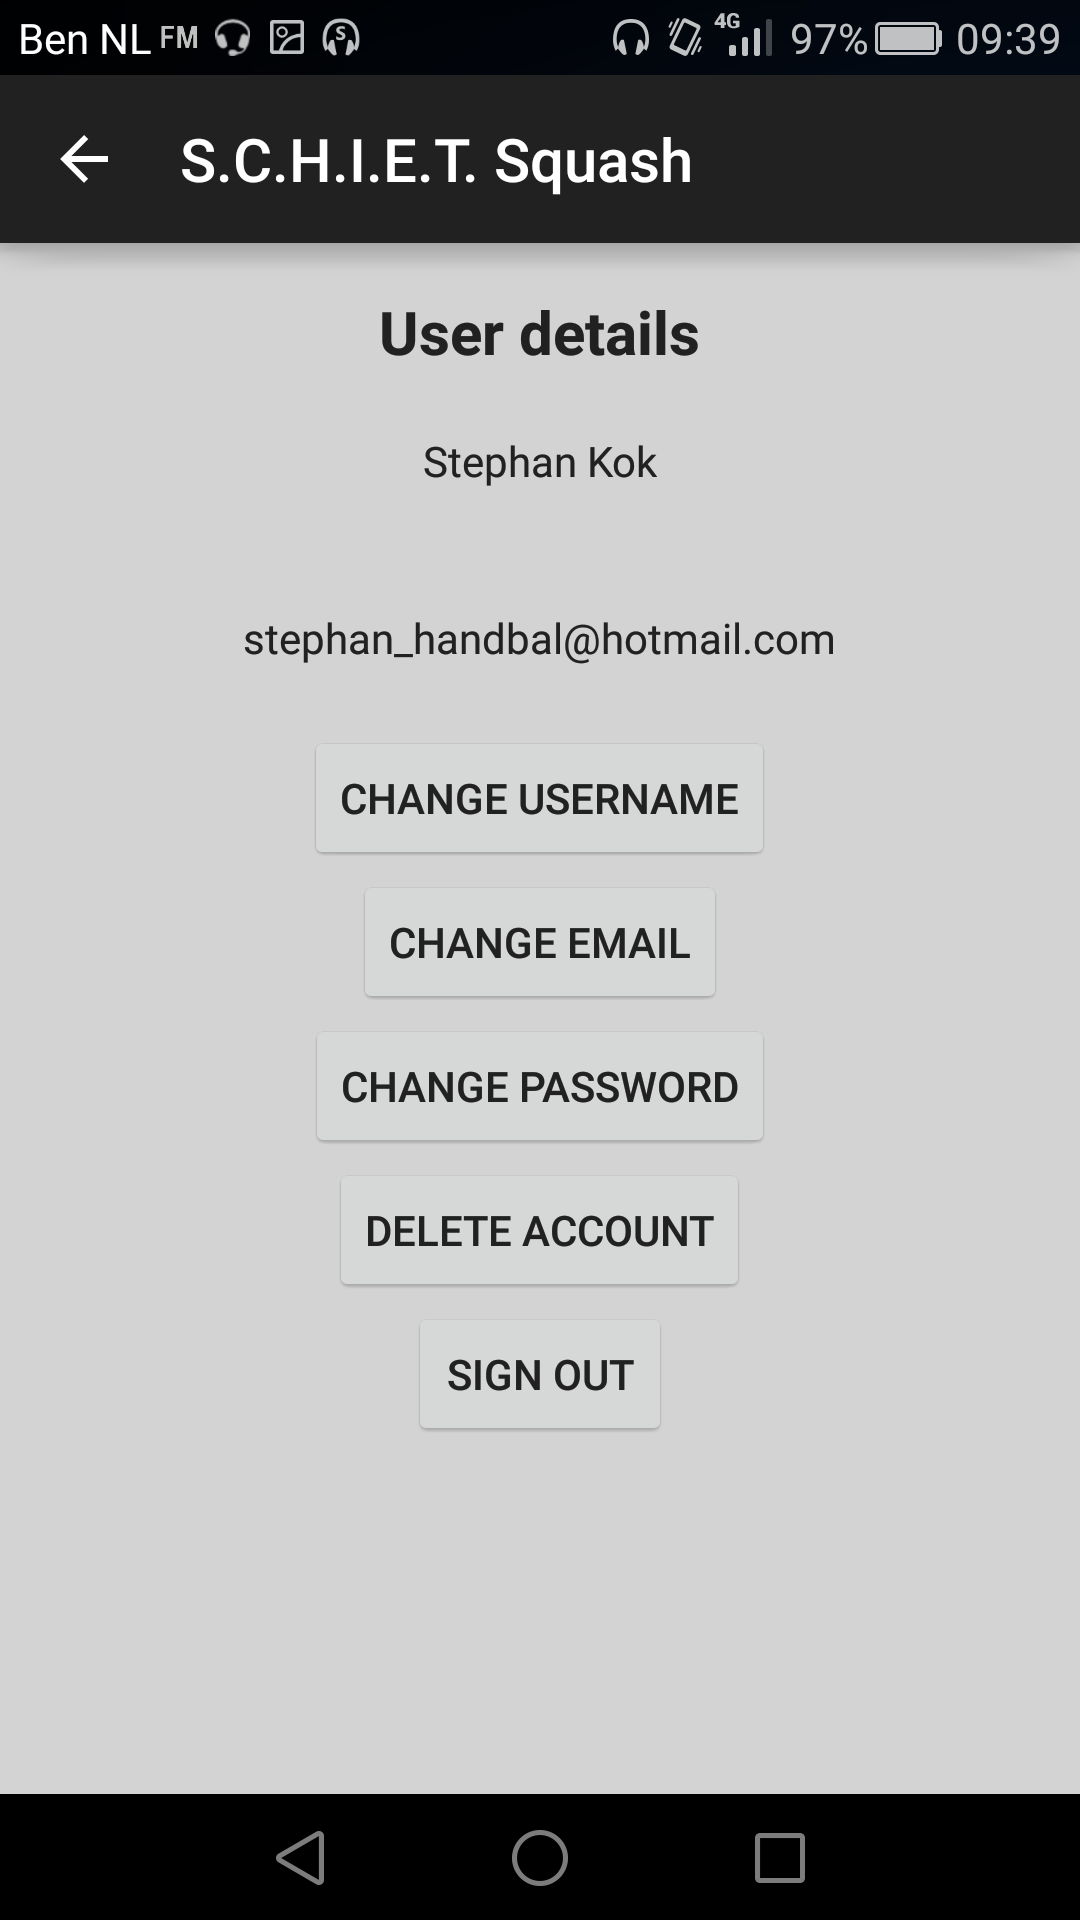 Ben NL FM 4G 97% 09:39
S.C.H.I.E.T. Squash
User details
Stephan Kok
stephan_handbal@hotmail.com
CHANGE USERNAME
CHANGE EMAIL
CHANGE PASSWORD
DELETE ACCOUNT
SIGN OUT